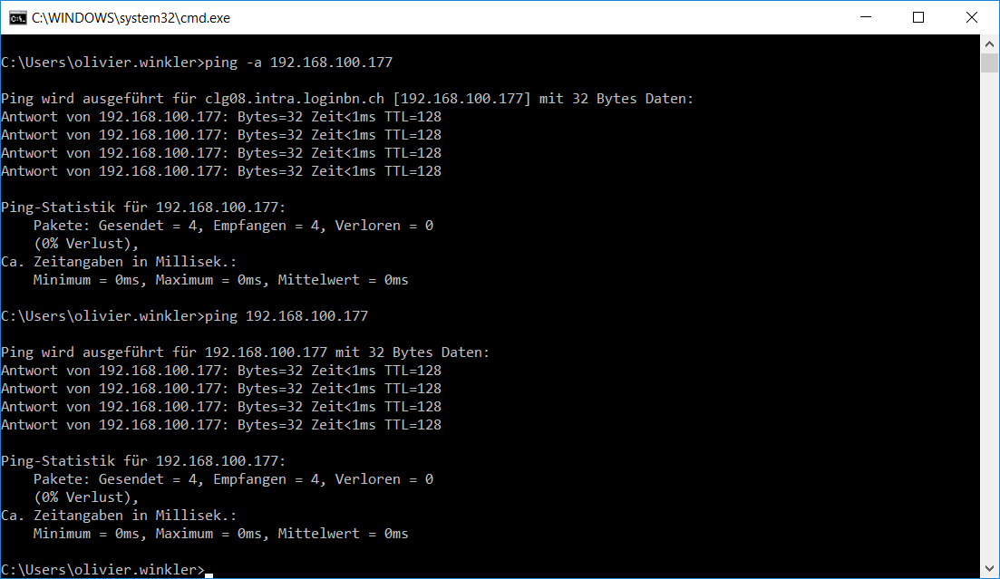 C:\WINDOWS\system32\cmd.exe
C:\Users\olivier.winkler>ping -a 192.168.100.177
Ping wird ausgeführt für clg08.intra.loginbn.ch [192.168.100.177] mit 32 Bytes Daten:
Antwort von 192.168.100.177: Bytes=32 Zeit<1ms TTL=128
Antwort von 192.168.100.177: Bytes=32 Zeit<1ms TTL=128
Antwort von 192.168.100.177: Bytes=32 Zeit<1ms TTL=128
Antwort von 192.168.100.177: Bytes=32 Zeit<1ms TTL=128
Ping-Statistik für 192.168.100.177:
Pakete: Gesendet = 4, Empfangen = 4, Verloren = 0
(0% Verlust),
Ca. Zeitangaben in Millisek.:
Minimum = 0ms, Maximum = 0ms, Mittelwert = 0ms
C:\Users\olivier.winkler>ping 192.168.100.177
Ping wird ausgeführt für 192.168.100.177 mit 32 Bytes Daten:
Antwort von 192.168.100.177: Bytes=32 Zeit<1ms TTL=128
Antwort von 192.168.100.177: Bytes=32 Zeit<1ms TTL=128
Antwort von 192.168.100.177: Bytes=32 Zeit<1ms TTL=128
Antwort von 192.168.100.177: Bytes=32 Zeit<1ms TTL=128
Ping-Statistik für 192.168.100.177:
Pakete: Gesendet = 4, Empfangen = 4, Verloren = 0
(0% Verlust),
Ca. Zeitangaben in Millisek.:
Minimum = 0ms, Maximum = 0ms, Mittelwert = 0ms
C:\Users\olivier.winkler>